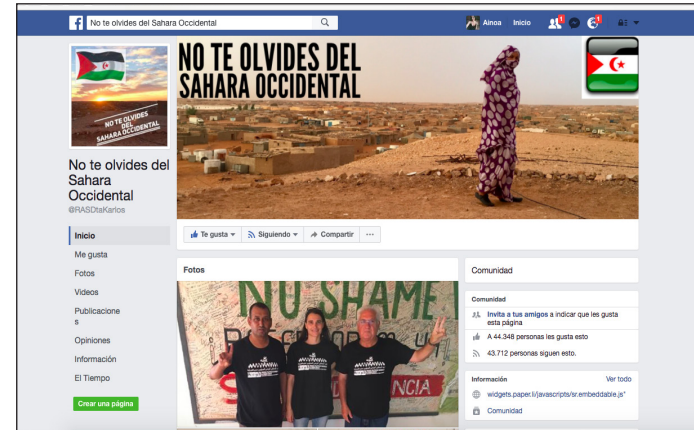 No te olvides del Sahara Occidental
Ainoa Inicio
NO TE OLVIDES
DEL
SAHARA OCCIDENTAL
NO TE OLVIDES DEL
SAHARA OCCIDENTAL
No te olvides del
Sahara
Occidental
@RASDtaKarlos
Inicio
Me gusta
Fotos
Videos
Publicacione
s
Opiniones
Información
El Tiempo
Crear una página
Te gusta Siguiendo Compartir
Fotos
NO SHAME
NCIA
Comunidad
Comunidad
Invita a tus amigos a indicar que les gusta
esta página
A 44.348 personas les gusta esto
43.712 personas siguen esto.
Información Ver todo
widgets.paper.li/javascripts/sr.embeddable.js"
Comunidad